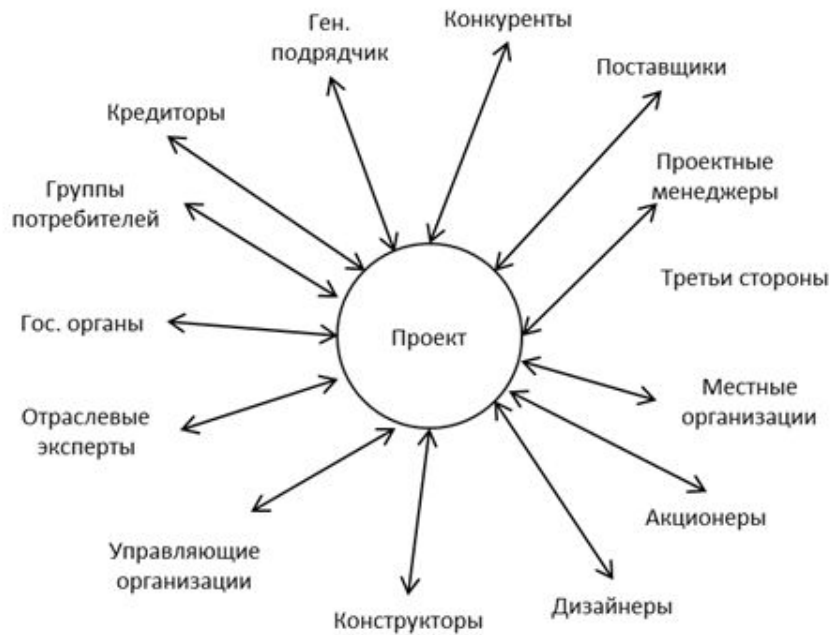 Ген.
подрядчик
Конкуренты
Поставщики
Кредиторы
Проектные
менеджеры
Группы
потребителей
Третьи стороны
Гос. органы
Проект
Местные
организации
Отраслевые
эксперты
Акционеры
Управляющие
организации
Конструкторы
Дизайнеры